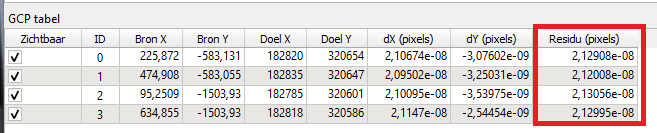 GCP tabel
Zichtbaar ID Bron X Bron Y Doel X Doel Y dX (pixels) dY (pixels) Residu (pixels)
0 225,872 -583,131 182820 320654 2,10674e-08 -3,07602e-09 2,12908e-08
1 474,908 -583,055 182835 320647 2,09502e-08 -3,25031e-09 2,12008e-08
2 95,2509 -1503,93 182785 320601 2,10095e-08 -3,53975e-09 2,13056e-08
3 634,855 -1503,93 182818 320586 2,1147e-08 -2,54454e-09 2,12995e-08